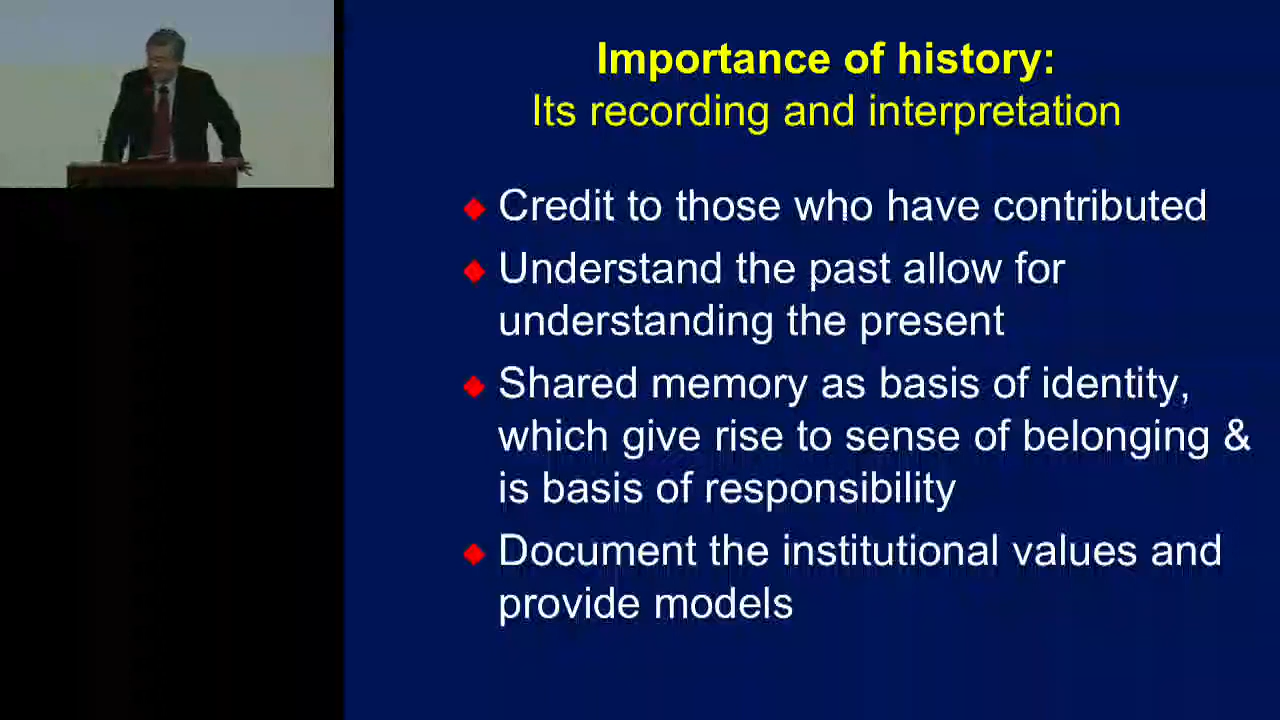 Importance of history:
Its recording and interpretation
Credit to those who have contributed
Understand the past allow for
understanding the present
Shared memory as basis of identity,
which give rise to sense of belonging &
is basis of responsibility
Document the institutional values and
provide models